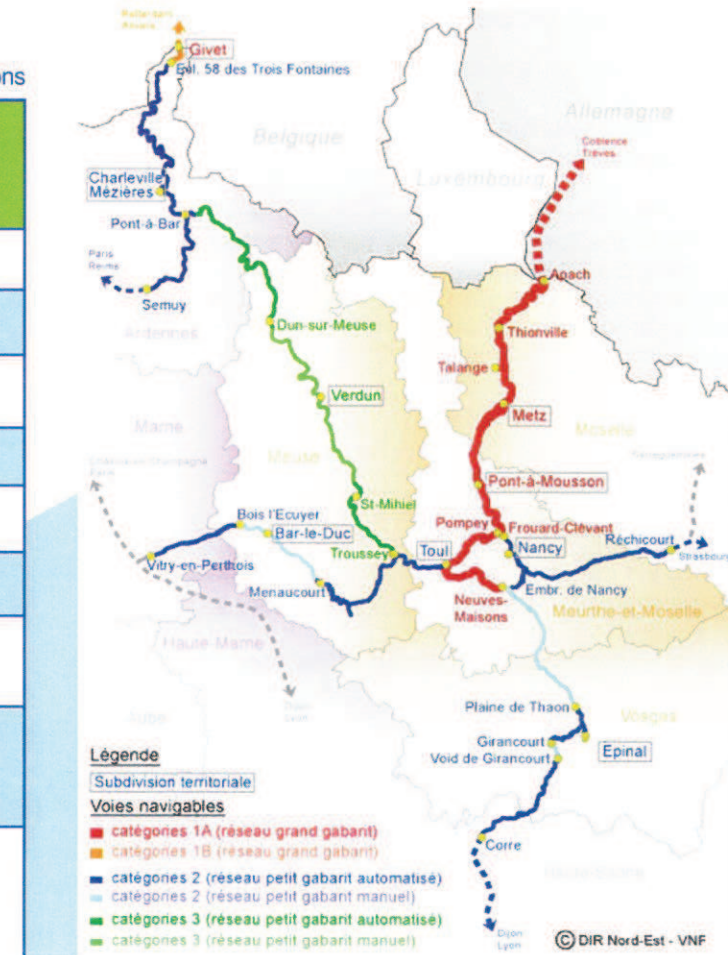 ons
Rotterdam
Anvers
Givet
Ecl. 58 des Trois Fontaines
Belgique
Allemagne
Coblence
Trèves
Luxembourg
Charleville
Mézières
Pont-à-Bar
Paris
Reims
Semuy
Apach
Ardennes
Dun-sur-Meuse
Thionville
Talange
Verdun
Metz
Marne
Meuse
Moselle
Pont-à-Mousson
St-Mihiel
Bois l'Ecuyer
Bar-le-Duc
Pompey
Frouard-Clévant
Toul
Nancy
Réchicourt
Troussey
Strasbourg
Vitry-en-Perthois
Menaucourt
Neuves-
Maisons
Embr. de Nancy
Meurthe-et-Moselle
Haute-Marne
Plaine de Thaon
Vosges
Aube
Girancourt
Epinal
Void de Girancourt
Légende
Subdivision territoriale
Voies navigables
catégories 1A (réseau grand gabarit)
catégories 1B (réseau grand gabarit)
catégories 2 (réseau petit gabarit automatisé)
catégories 2 (réseau petit gabarit manuel)
catégories 3 (réseau petit gabarit automatisé)
catégories 3 (réseau petit gabarit manuel)
Corre
Dijon
Lyon
© DIR Nord-Est - VNF